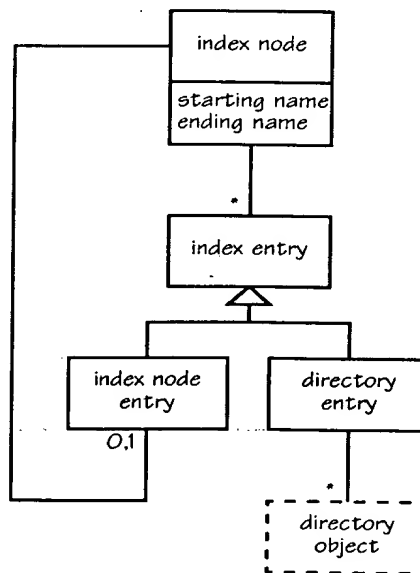 index node
starting name
ending name
*
index entry
index node
entry
directory
entry
0,1
*
directory
object